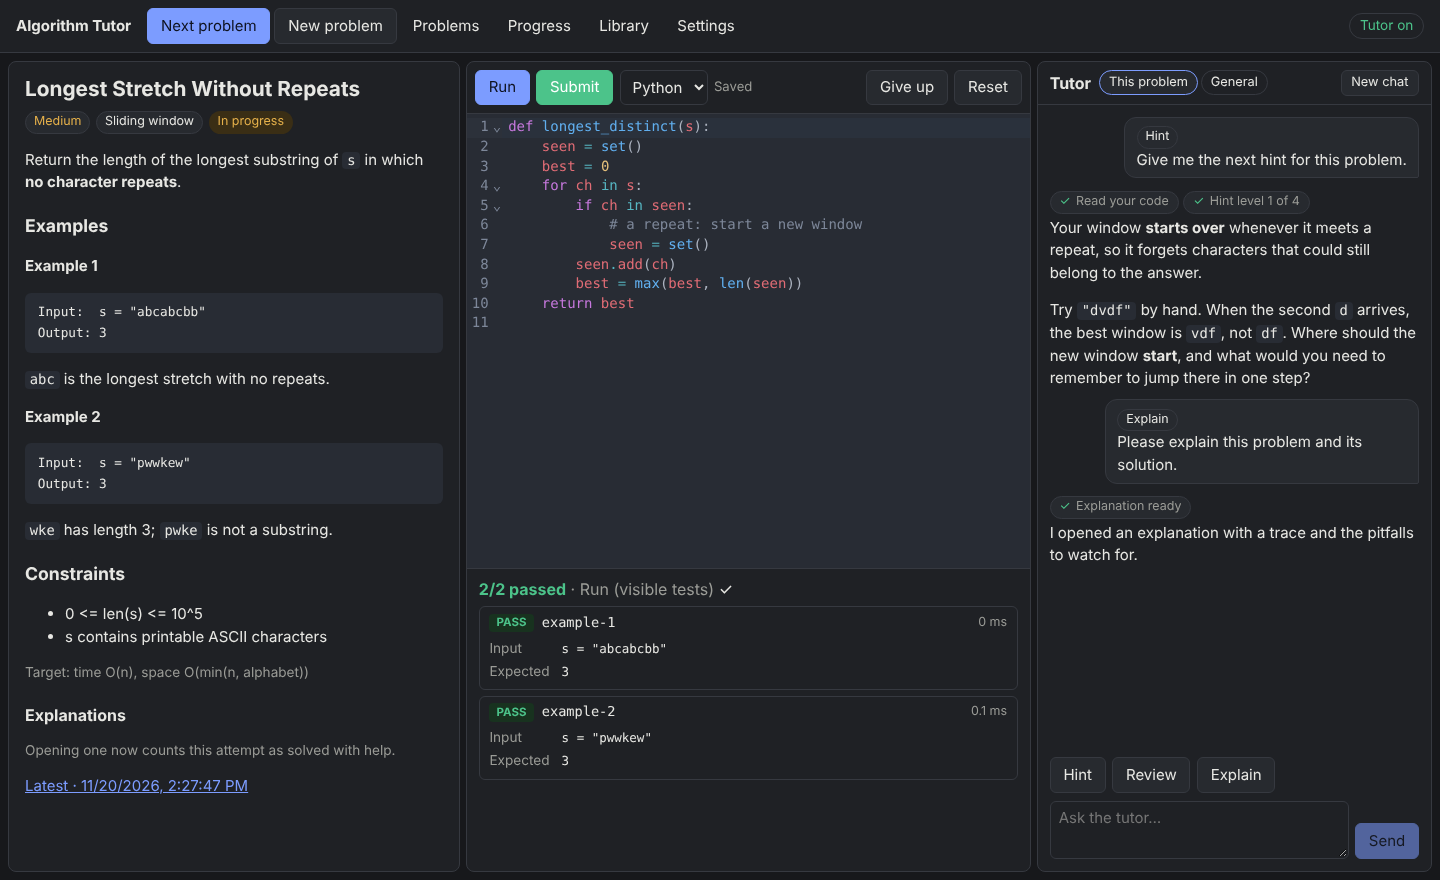 Algorithm Tutor
Next problem
New problem
Problems
Progress
Library
Settings
Tutor on
Longest Stretch Without Repeats
Medium
Sliding window
In progress
Return the length of the longest substring of s in which
no character repeats.
Examples
Example 1
Input:  s = "abcabcbb"
Output: 3
abc is the longest stretch with no repeats.
Example 2
Input:  s = "pwwkew"
Output: 3
wke has length 3; pwke is not a substring.
Constraints
• 0 <= len(s) <= 10^5
• s contains printable ASCII characters
Target: time O(n), space O(min(n, alphabet))
Explanations
Opening one now counts this attempt as solved with help.
Latest · 11/20/2026, 2:27:47 PM
Run
Submit
Python
Saved
Give up
Reset
1 def longest_distinct(s):
2     seen = set()
3     best = 0
4     for ch in s:
5         if ch in seen:
6             # a repeat: start a new window
7             seen = set()
8         seen.add(ch)
9         best = max(best, len(seen))
10     return best
11
2/2 passed · Run (visible tests) ✓
PASS example-1 0 ms
Input s = "abcabcbb"
Expected 3
PASS example-2 0.1 ms
Input s = "pwwkew"
Expected 3
Tutor
This problem
General
New chat
Hint
Give me the next hint for this problem.
✓ Read your code
✓ Hint level 1 of 4
Your window starts over whenever it meets a
repeat, so it forgets characters that could still
belong to the answer.
Try "dvdf" by hand. When the second d arrives,
the best window is vdf, not df. Where should the
new window start, and what would you need to
remember to jump there in one step?
Explain
Please explain this problem and its
solution.
✓ Explanation ready
I opened an explanation with a trace and the pitfalls
to watch for.
Hint
Review
Explain
Ask the tutor...
Send